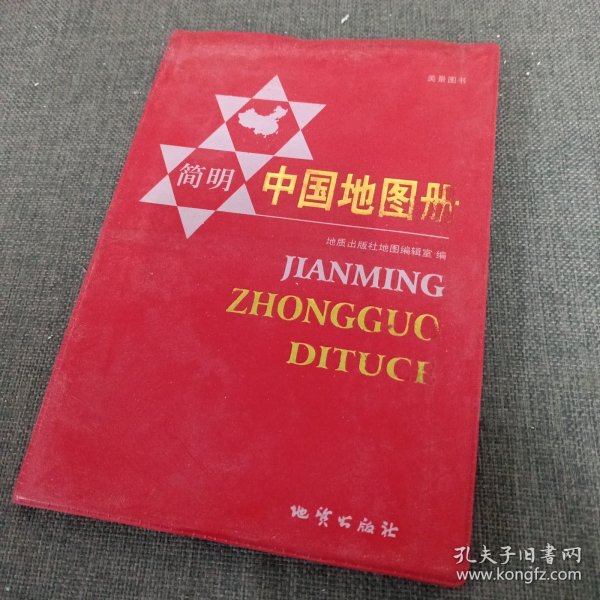 美景图书
简明
中国地图册
地质出版社地图编辑室 编
JIANMING
ZHONGGUO
DITUCE
地质出版社
孔夫子旧书网
www.kongfz.com